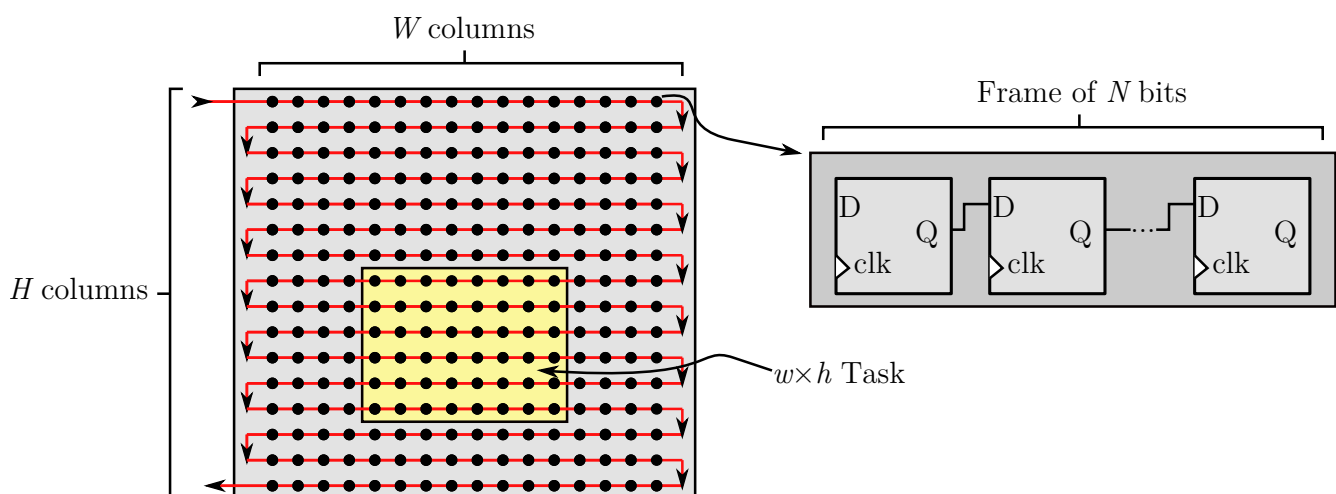 W columns
H columns
w×h Task
Frame of N bits
D
Q
clk
D
Q
clk
...
D
Q
clk